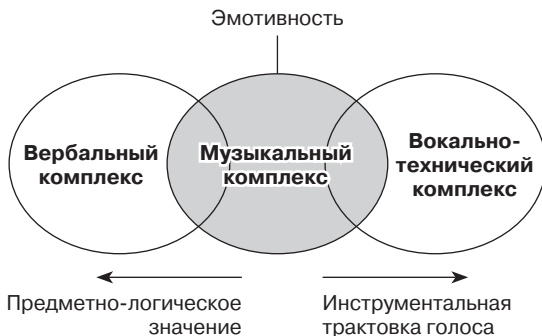 Эмотивность
Вербальный
комплекс
Музыкальный
комплекс
Вокально-
технический
комплекс
Предметно-логическое
значение
Инструментальная
трактовка голоса